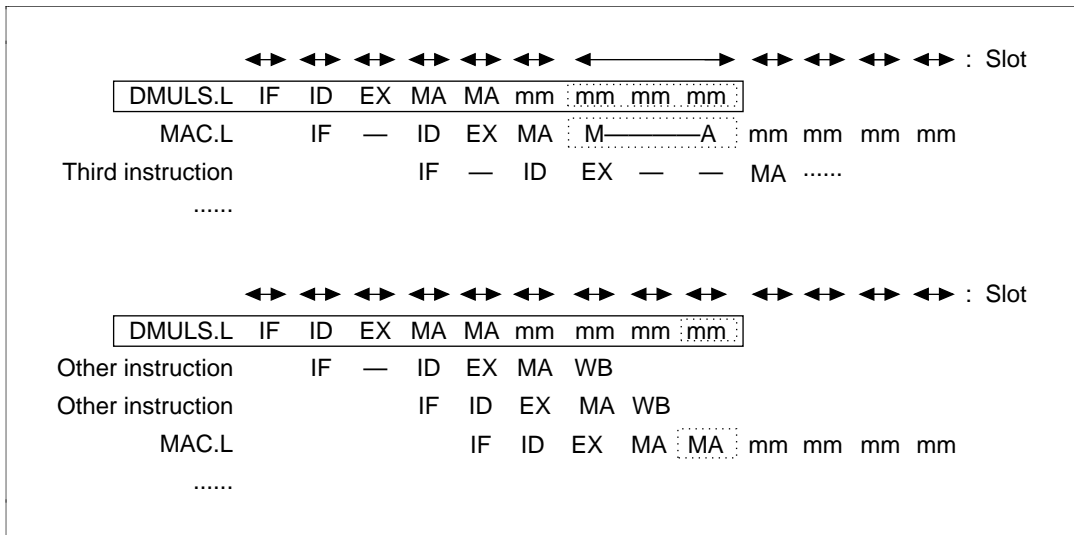 : Slot
DMULS.L IF ID EX MA MA mm mm mm mm
MAC.L IF — ID EX MA M————A mm mm mm mm
Third instruction IF — ID EX — — MA ······
......
: Slot
DMULS.L IF ID EX MA MA mm mm mm mm
Other instruction IF — ID EX MA WB
Other instruction IF ID EX MA WB
MAC.L IF ID EX MA MA mm mm mm mm
......